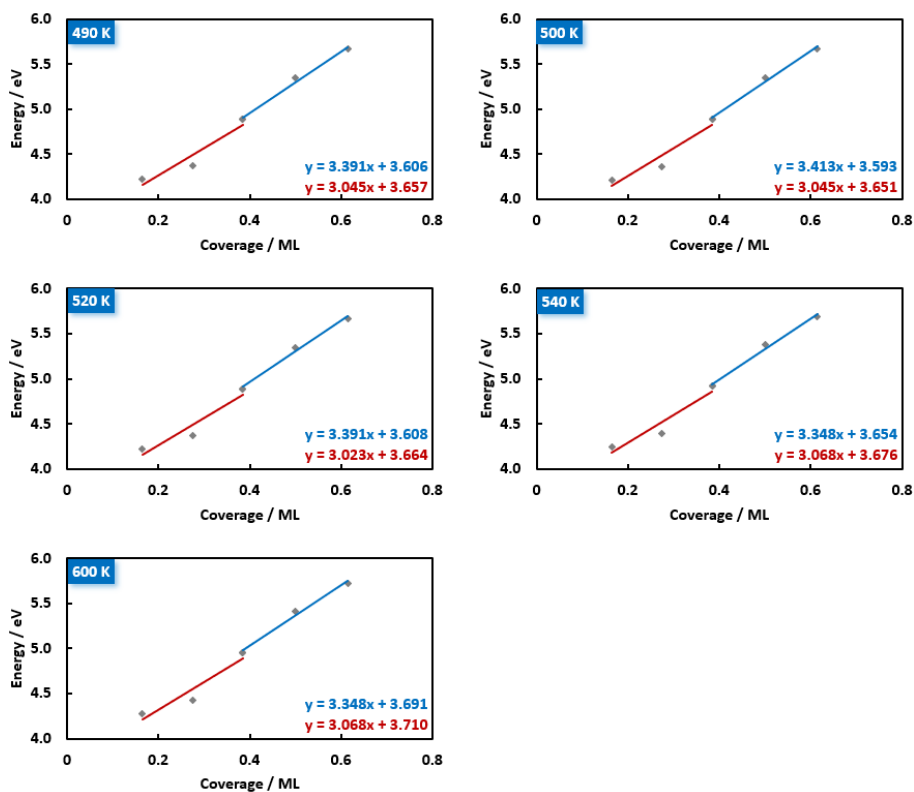 490 K
6.0
5.5
5.0
4.5
4.0
Energy / eV
y = 3.391x + 3.606
y = 3.045x + 3.657
0 0.2 0.4 0.6 0.8
Coverage / ML
500 K
6.0
5.5
5.0
4.5
4.0
Energy / eV
y = 3.413x + 3.593
y = 3.045x + 3.651
0 0.2 0.4 0.6 0.8
Coverage / ML
520 K
6.0
5.5
5.0
4.5
4.0
Energy / eV
y = 3.391x + 3.608
y = 3.023x + 3.664
0 0.2 0.4 0.6 0.8
Coverage / ML
540 K
6.0
5.5
5.0
4.5
4.0
Energy / eV
y = 3.348x + 3.654
y = 3.068x + 3.676
0 0.2 0.4 0.6 0.8
Coverage / ML
600 K
6.0
5.5
5.0
4.5
4.0
Energy / eV
y = 3.348x + 3.691
y = 3.068x + 3.710
0 0.2 0.4 0.6 0.8
Coverage / ML